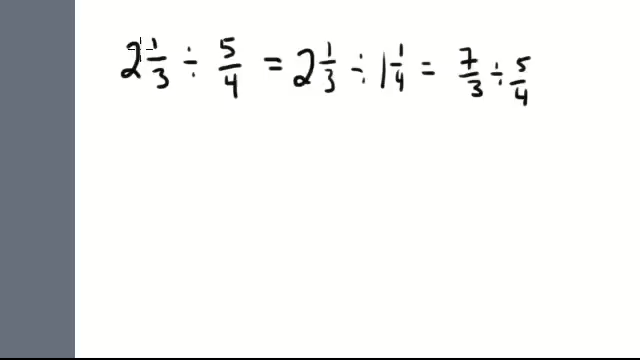 2 1/3 ÷ 5/4 = 2 1/3 ÷ 1 1/4 = 7/3 ÷ 5/4